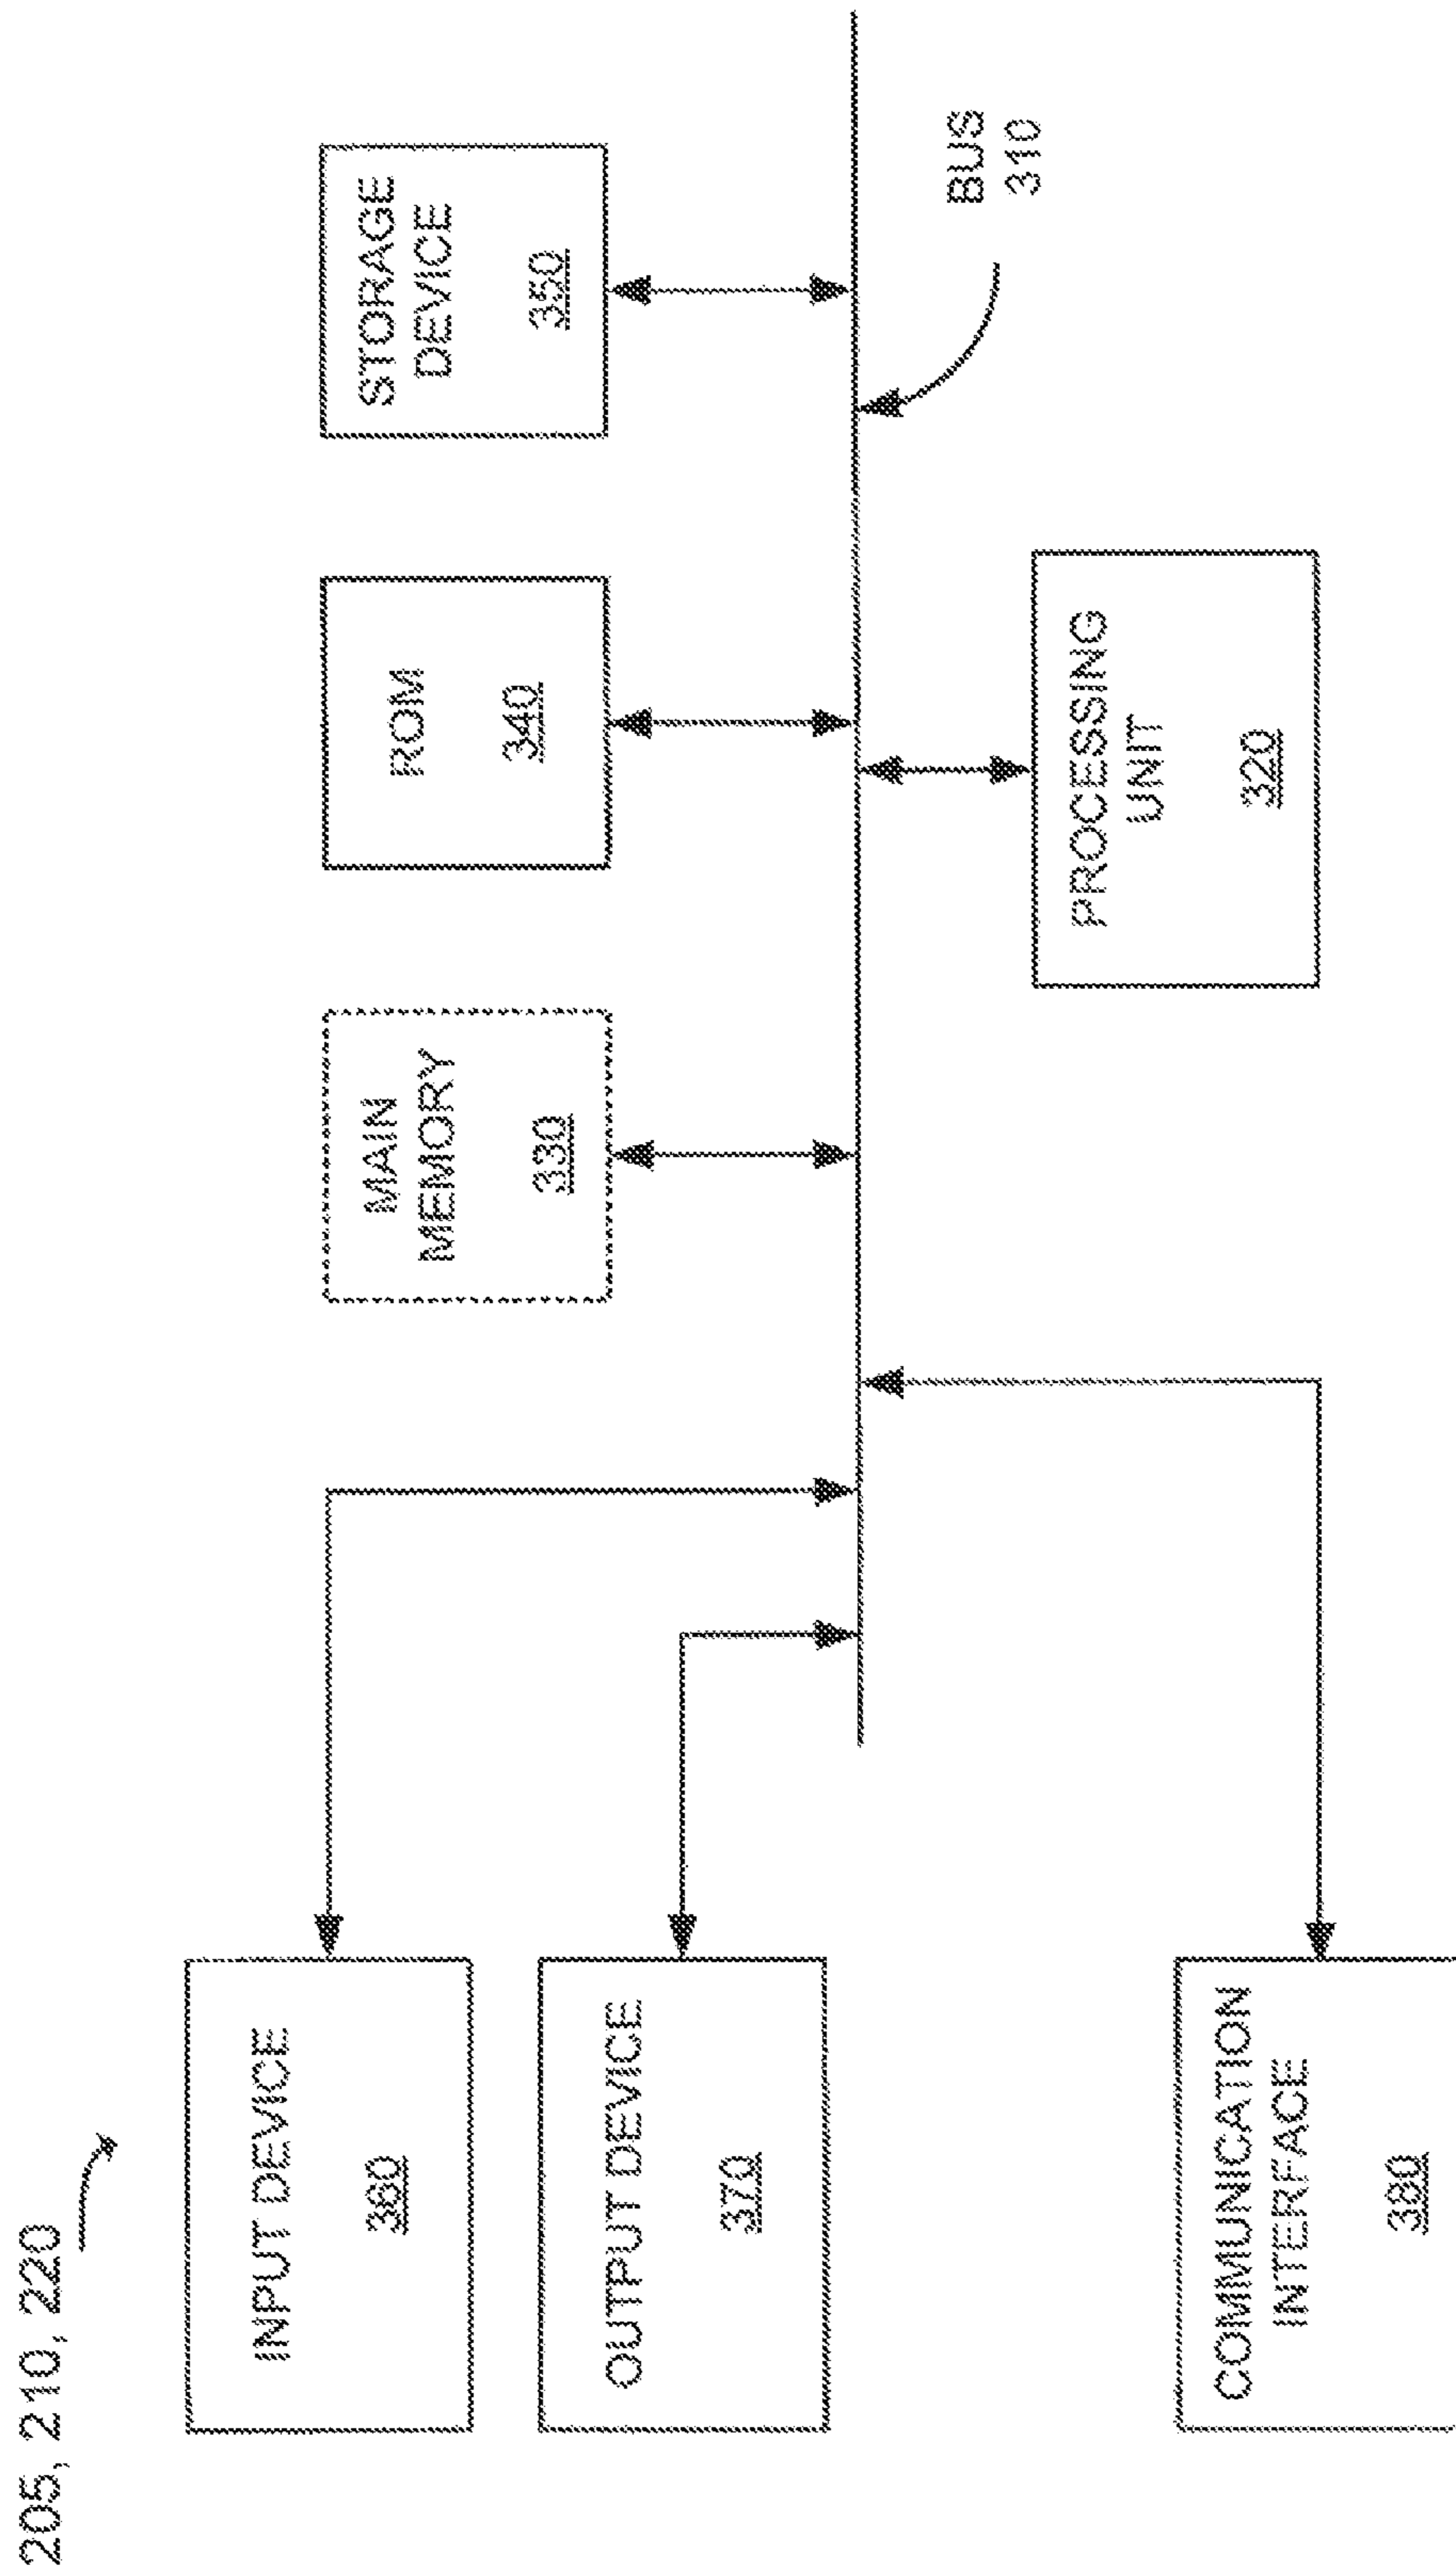 205, 210, 220
INPUT DEVICE
360
OUTPUT DEVICE
370
COMMUNICATION
INTERFACE
380
MAIN
MEMORY
330
ROM
340
STORAGE
DEVICE
350
PROCESSING
UNIT
320
BUS
310